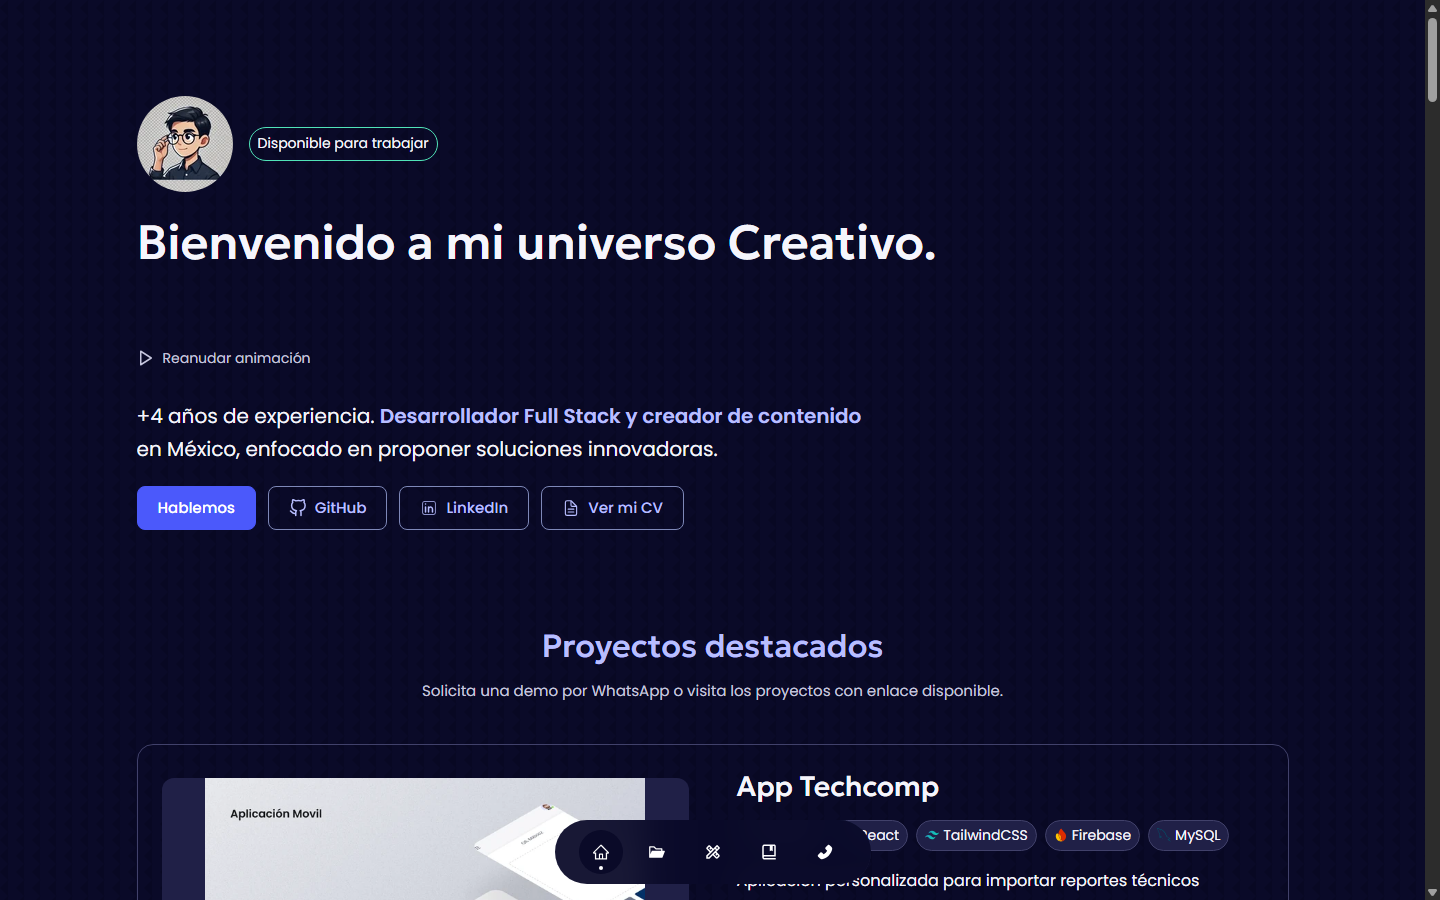 Disponible para trabajar
Bienvenido a mi universo Creativo.
Reanudar animación
+4 años de experiencia. Desarrollador Full Stack y creador de contenido
en México, enfocado en proponer soluciones innovadoras.
Hablemos
GitHub
LinkedIn
Ver mi CV
Proyectos destacados
Solicita una demo por WhatsApp o visita los proyectos con enlace disponible.
Aplicación Movil
App Techcomp
React
TailwindCSS
Firebase
MySQL
Aplicación personalizada para importar reportes técnicos